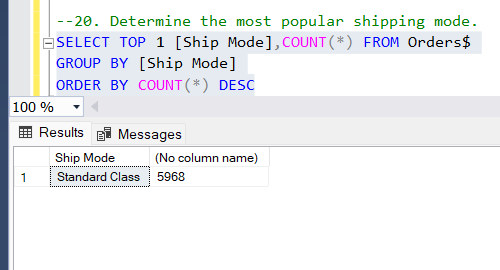 --20. Determine the most popular shipping mode.
SELECT TOP 1 [Ship Mode],COUNT(*) FROM Orders$
GROUP BY [Ship Mode]
ORDER BY COUNT(*) DESC
100 %
Results Messages
Ship Mode (No column name)
1 Standard Class 5968